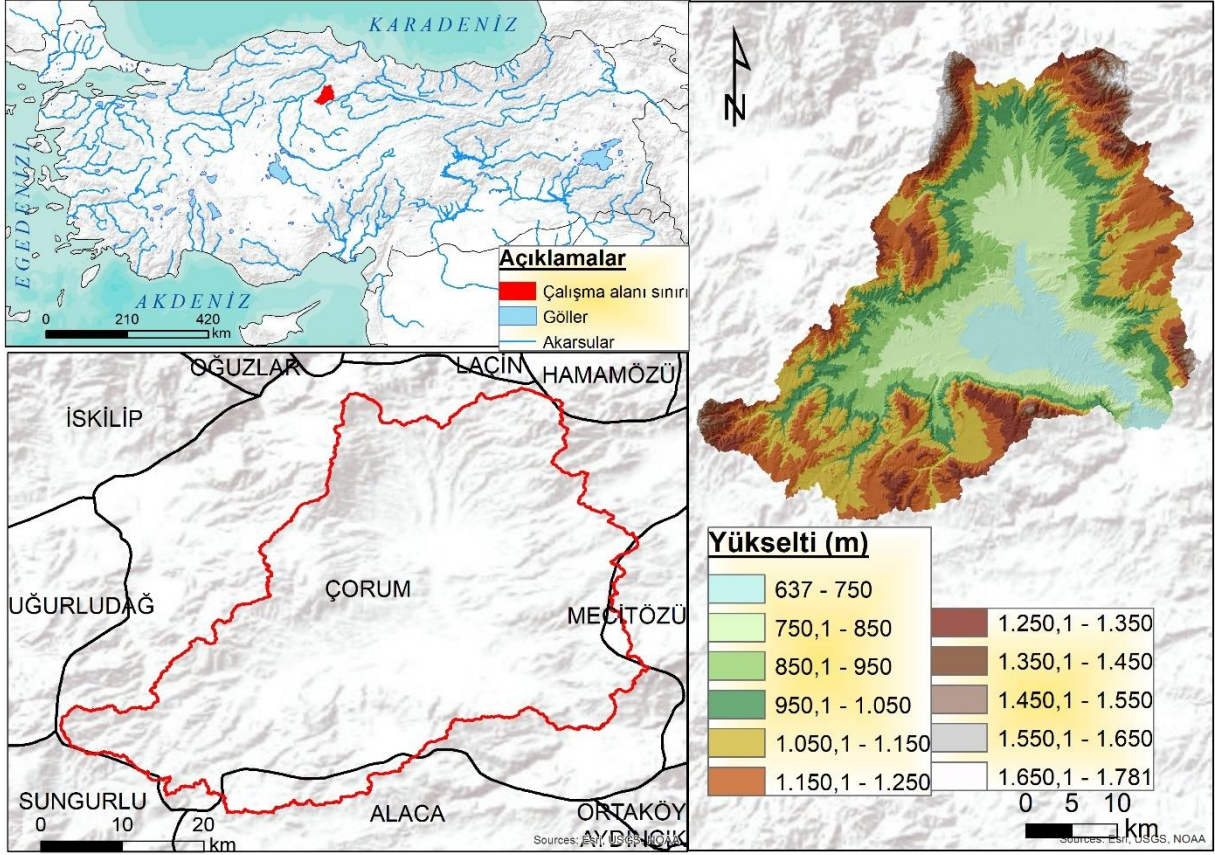 KARADENİZ
EGEDENİZİ
AKDENİZ
0 210 420
km
Açıklamalar
Çalışma alanı sınırı
Göller
Akarsular
OĞUZLAR
LAÇİN
HAMAMÖZÜ
İSKİLİP
ÇORUM
UĞURLUDAĞ
MECİTÖZÜ
SUNGURLU
ALACA
ORTAKÖY
AYDINCIK
0 10 20
km
Sources: Esri, USGS, NOAA
N
Yükselti (m)
637 - 750
750,1 - 850
850,1 - 950
950,1 - 1.050
1.050,1 - 1.150
1.150,1 - 1.250
1.250,1 - 1.350
1.350,1 - 1.450
1.450,1 - 1.550
1.550,1 - 1.650
1.650,1 - 1.781
0 5 10
km
Sources: Esri, USGS, NOAA